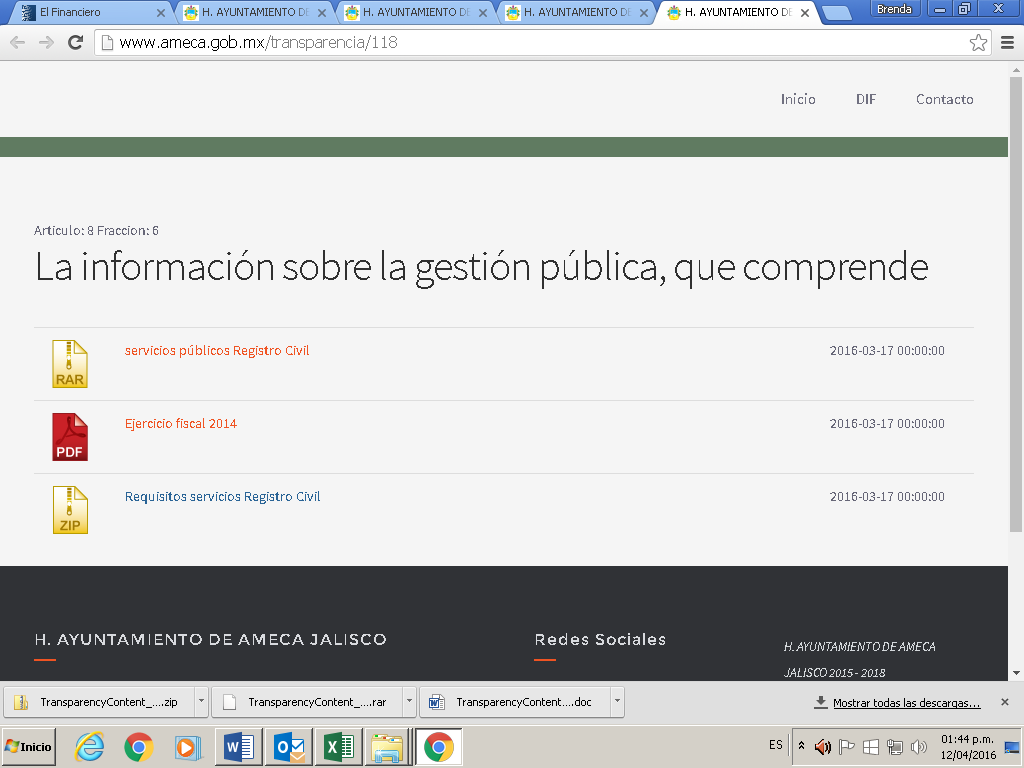 El Financiero
H. AYUNTAMIENTO DE
H. AYUNTAMIENTO DE
H. AYUNTAMIENTO DE
H. AYUNTAMIENTO DE
Brenda
www.ameca.gob.mx/transparencia/118
Inicio DIF Contacto
Articulo: 8 Fraccion: 6
La información sobre la gestión pública, que comprende
RAR servicios públicos Registro Civil 2016-03-17 00:00:00
PDF Ejercicio fiscal 2014 2016-03-17 00:00:00
ZIP Requisitos servicios Registro Civil 2016-03-17 00:00:00
H. AYUNTAMIENTO DE AMECA JALISCO
Redes Sociales
H. AYUNTAMIENTO DE AMECA
JALISCO 2015 - 2018
TransparencyContent_....zip TransparencyContent_....rar TransparencyContent....doc Mostrar todas las descargas...
Inicio ES 01:44 p.m.
12/04/2016